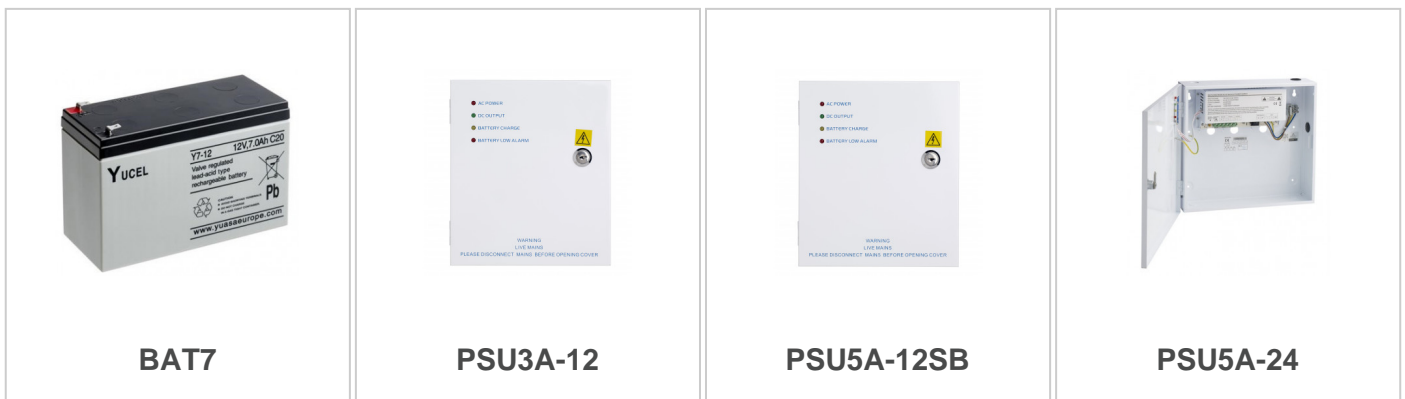 YUCEL
Y7-12 12V,7.0Ah C20
Valve regulated
lead-acid type
rechargeable battery
Pb
www.yuasaeurope.com
AC POWER
DC OUTPUT
BATTERY CHARGE
BATTERY LOW ALARM
WARNING
LIVE MAINS
PLEASE DISCONNECT MAINS BEFORE OPENING COVER
AC POWER
DC OUTPUT
BATTERY CHARGE
BATTERY LOW ALARM
WARNING
LIVE MAINS
PLEASE DISCONNECT MAINS BEFORE OPENING COVER
BAT7
PSU3A-12
PSU5A-12SB
PSU5A-24